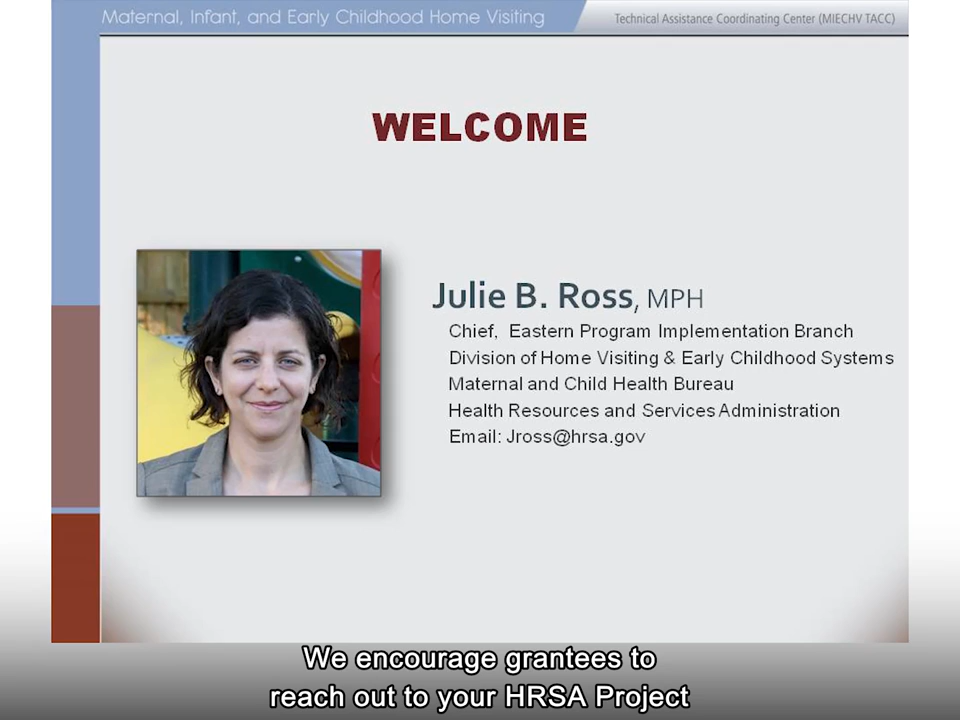 Maternal, Infant, and Early Childhood Home Visiting
Technical Assistance Coordinating Center (MIECHV TACC)
WELCOME
Julie B. Ross, MPH
Chief, Eastern Program Implementation Branch
Division of Home Visiting & Early Childhood Systems
Maternal and Child Health Bureau
Health Resources and Services Administration
Email: Jross@hrsa.gov
We encourage grantees to
reach out to your HRSA Project